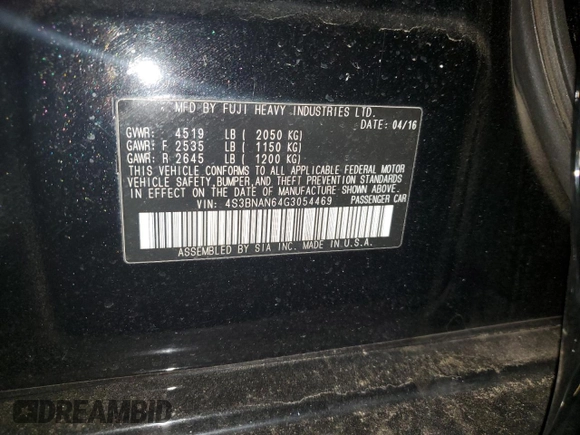 MFD BY FUJI HEAVY INDUSTRIES LTD.
DATE: 04/16
GVWR: 4519 LB ( 2050 KG)
GAWR: F 2535 LB ( 1150 KG)
GAWR: R 2645 LB ( 1200 KG)
THIS VEHICLE CONFORMS TO ALL APPLICABLE FEDERAL MOTOR
VEHICLE SAFETY, BUMPER, AND THEFT PREVENTION STANDARDS
IN EFFECT ON THE DATE OF MANUFACTURE SHOWN ABOVE.
VIN: 4S3BNAN64G3054469 PASSENGER CAR
ASSEMBLED BY SIA INC. MADE IN U.S.A.
DREAMBID